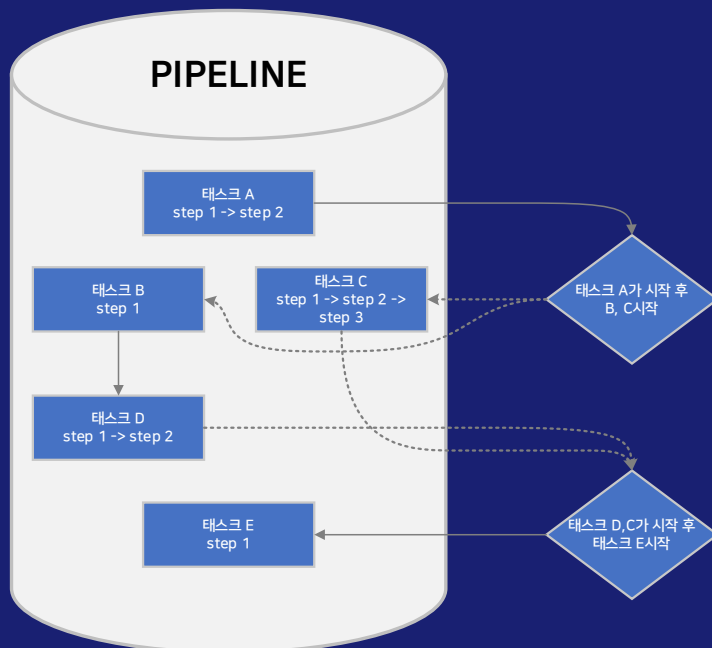 PIPELINE
태스크 A
step 1 -> step 2
태스크 B
step 1
태스크 C
step 1 -> step 2 ->
step 3
태스크 A가 시작 후
B, C시작
태스크 D
step 1 -> step 2
태스크 E
step 1
태스크 D,C가 시작 후
태스크 E시작